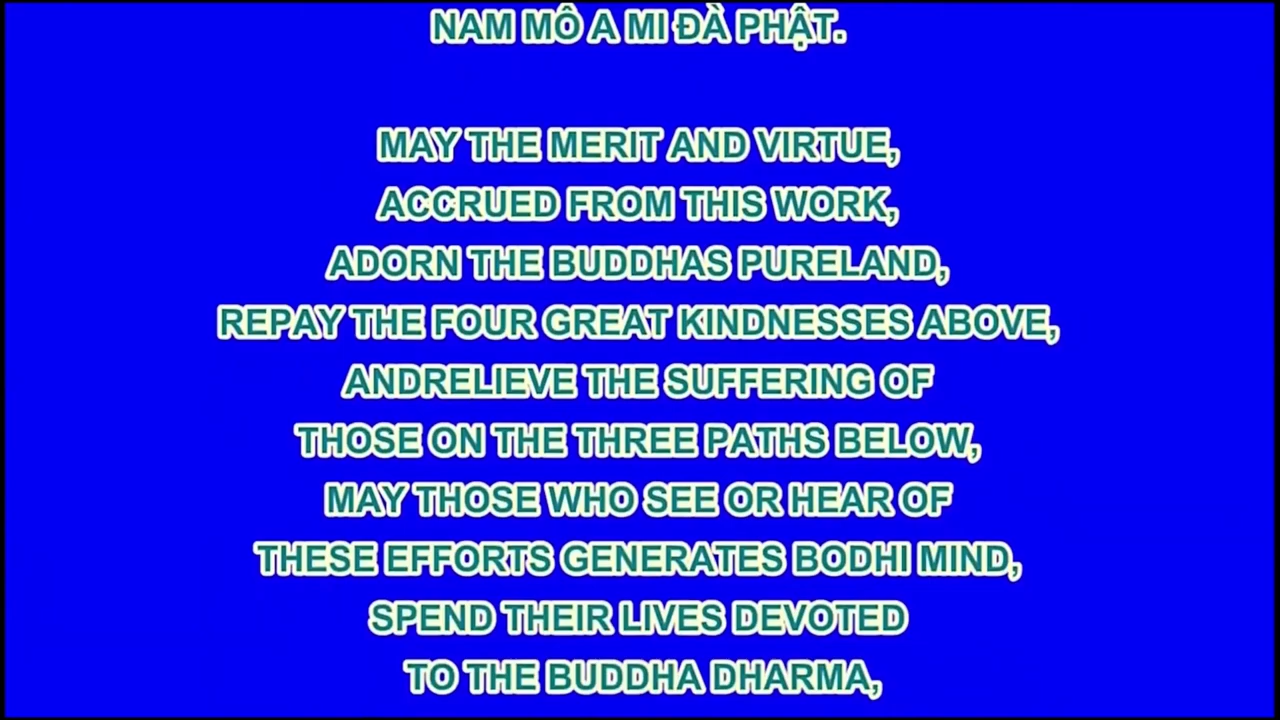 NAM MÔ A MI ĐÀ PHẬT.
MAY THE MERIT AND VIRTUE,
ACCRUED FROM THIS WORK,
ADORN THE BUDDHAS PURELAND,
REPAY THE FOUR GREAT KINDNESSES ABOVE,
ANDRELIEVE THE SUFFERING OF
THOSE ON THE THREE PATHS BELOW,
MAY THOSE WHO SEE OR HEAR OF
THESE EFFORTS GENERATES BODHI MIND,
SPEND THEIR LIVES DEVOTED
TO THE BUDDHA DHARMA,